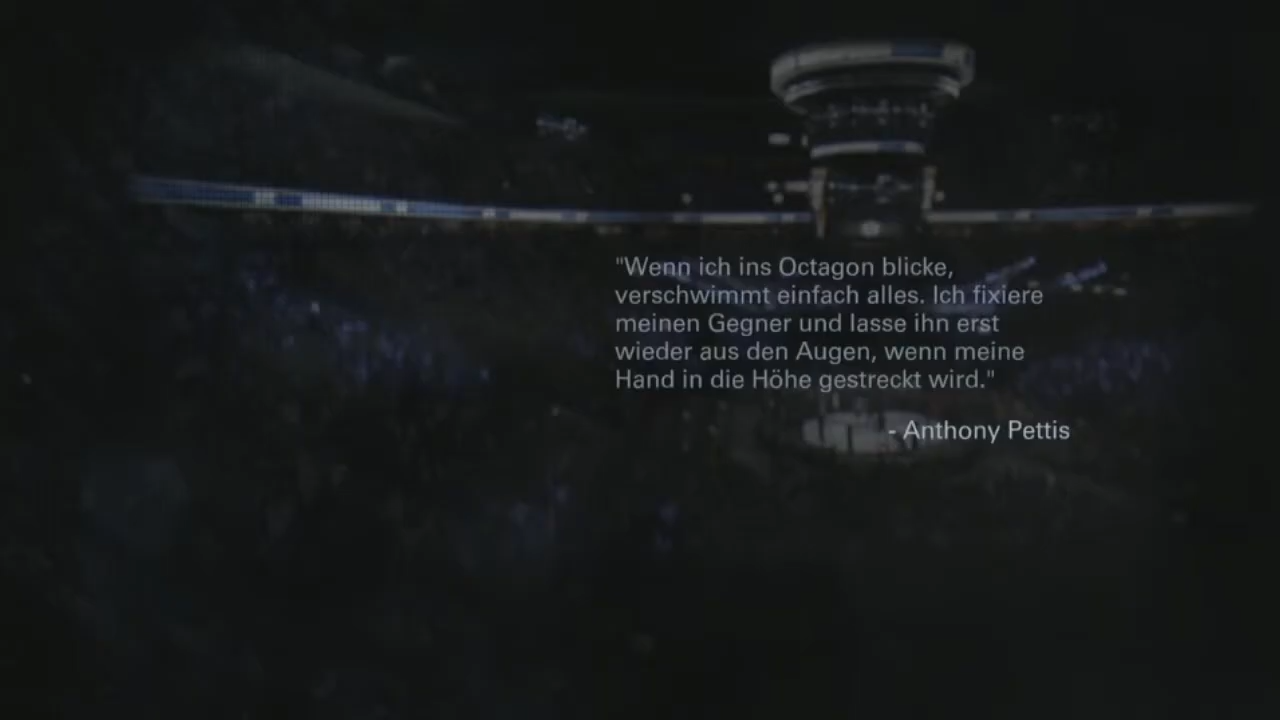 "Wenn ich ins Octagon blicke,
verschwimmt einfach alles. Ich fixiere
meinen Gegner und lasse ihn erst
wieder aus den Augen, wenn meine
Hand in die Höhe gestreckt wird."
- Anthony Pettis